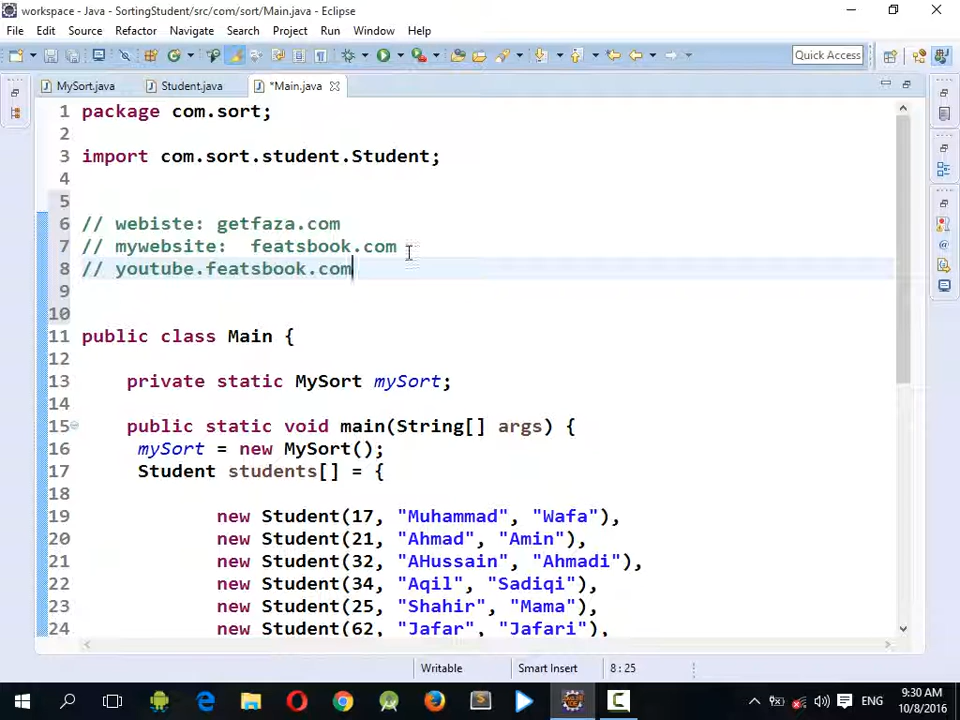 workspace - Java - SortingStudent/src/com/sort/Main.java - Eclipse
File Edit Source Refactor Navigate Search Project Run Window Help
Quick Access
MySort.java Student.java *Main.java
1 package com.sort;
2
3 import com.sort.student.Student;
4
5
6 // webiste: getfaza.com
7 // mywebsite:  featsbook.com
8 // youtube.featsbook.com
9
10
11 public class Main {
12
13 private static MySort mySort;
14
15 public static void main(String[] args) {
16 mySort = new MySort();
17 Student students[] = {
18
19 new Student(17, "Muhammad", "Wafa"),
20 new Student(21, "Ahmad", "Amin"),
21 new Student(32, "AHussain", "Ahmadi"),
22 new Student(34, "Aqil", "Sadiqi"),
23 new Student(25, "Shahir", "Mama"),
24 new Student(62, "Jafar", "Jafari"),
Writable Smart Insert 8 : 25
ENG
9:30 AM
10/8/2016